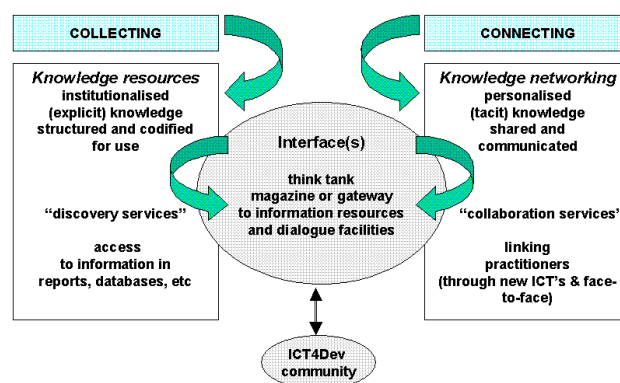 COLLECTING
Knowledge resources
institutionalised
(explicit) knowledge
structured and codified
for use
“discovery services”
access
to information in
reports, databases, etc
Interface(s)
think tank
magazine or gateway
to information resources
and dialogue facilities
ICT4Dev
community
CONNECTING
Knowledge networking
personalised
(tacit) knowledge
shared and
communicated
“collaboration services”
linking
practitioners
(through new ICT's & face-
to-face)